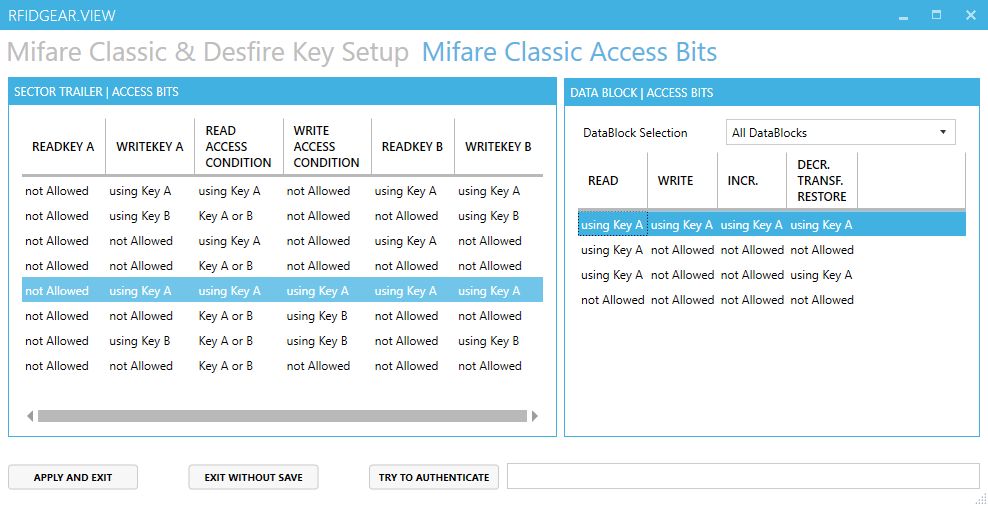 RFIDGEAR.VIEW
Mifare Classic & Desfire Key Setup Mifare Classic Access Bits
SECTOR TRAILER | ACCESS BITS
READKEY A WRITEKEY A READ ACCESS CONDITION WRITE ACCESS CONDITION READKEY B WRITEKEY B
not Allowed using Key A using Key A not Allowed using Key A using Key A
not Allowed using Key B Key A or B not Allowed not Allowed using Key B
not Allowed not Allowed using Key A not Allowed using Key A not Allowed
not Allowed not Allowed Key A or B not Allowed not Allowed not Allowed
not Allowed using Key A using Key A using Key A using Key A using Key A
not Allowed not Allowed Key A or B using Key B not Allowed not Allowed
not Allowed using Key B Key A or B using Key B not Allowed using Key B
not Allowed not Allowed Key A or B not Allowed not Allowed not Allowed
DATA BLOCK | ACCESS BITS
DataBlock Selection All DataBlocks
READ WRITE INCR. DECR. TRANSF. RESTORE
using Key A using Key A using Key A using Key A
using Key A not Allowed not Allowed not Allowed
using Key A not Allowed not Allowed using Key A
not Allowed not Allowed not Allowed not Allowed
APPLY AND EXIT EXIT WITHOUT SAVE TRY TO AUTHENTICATE